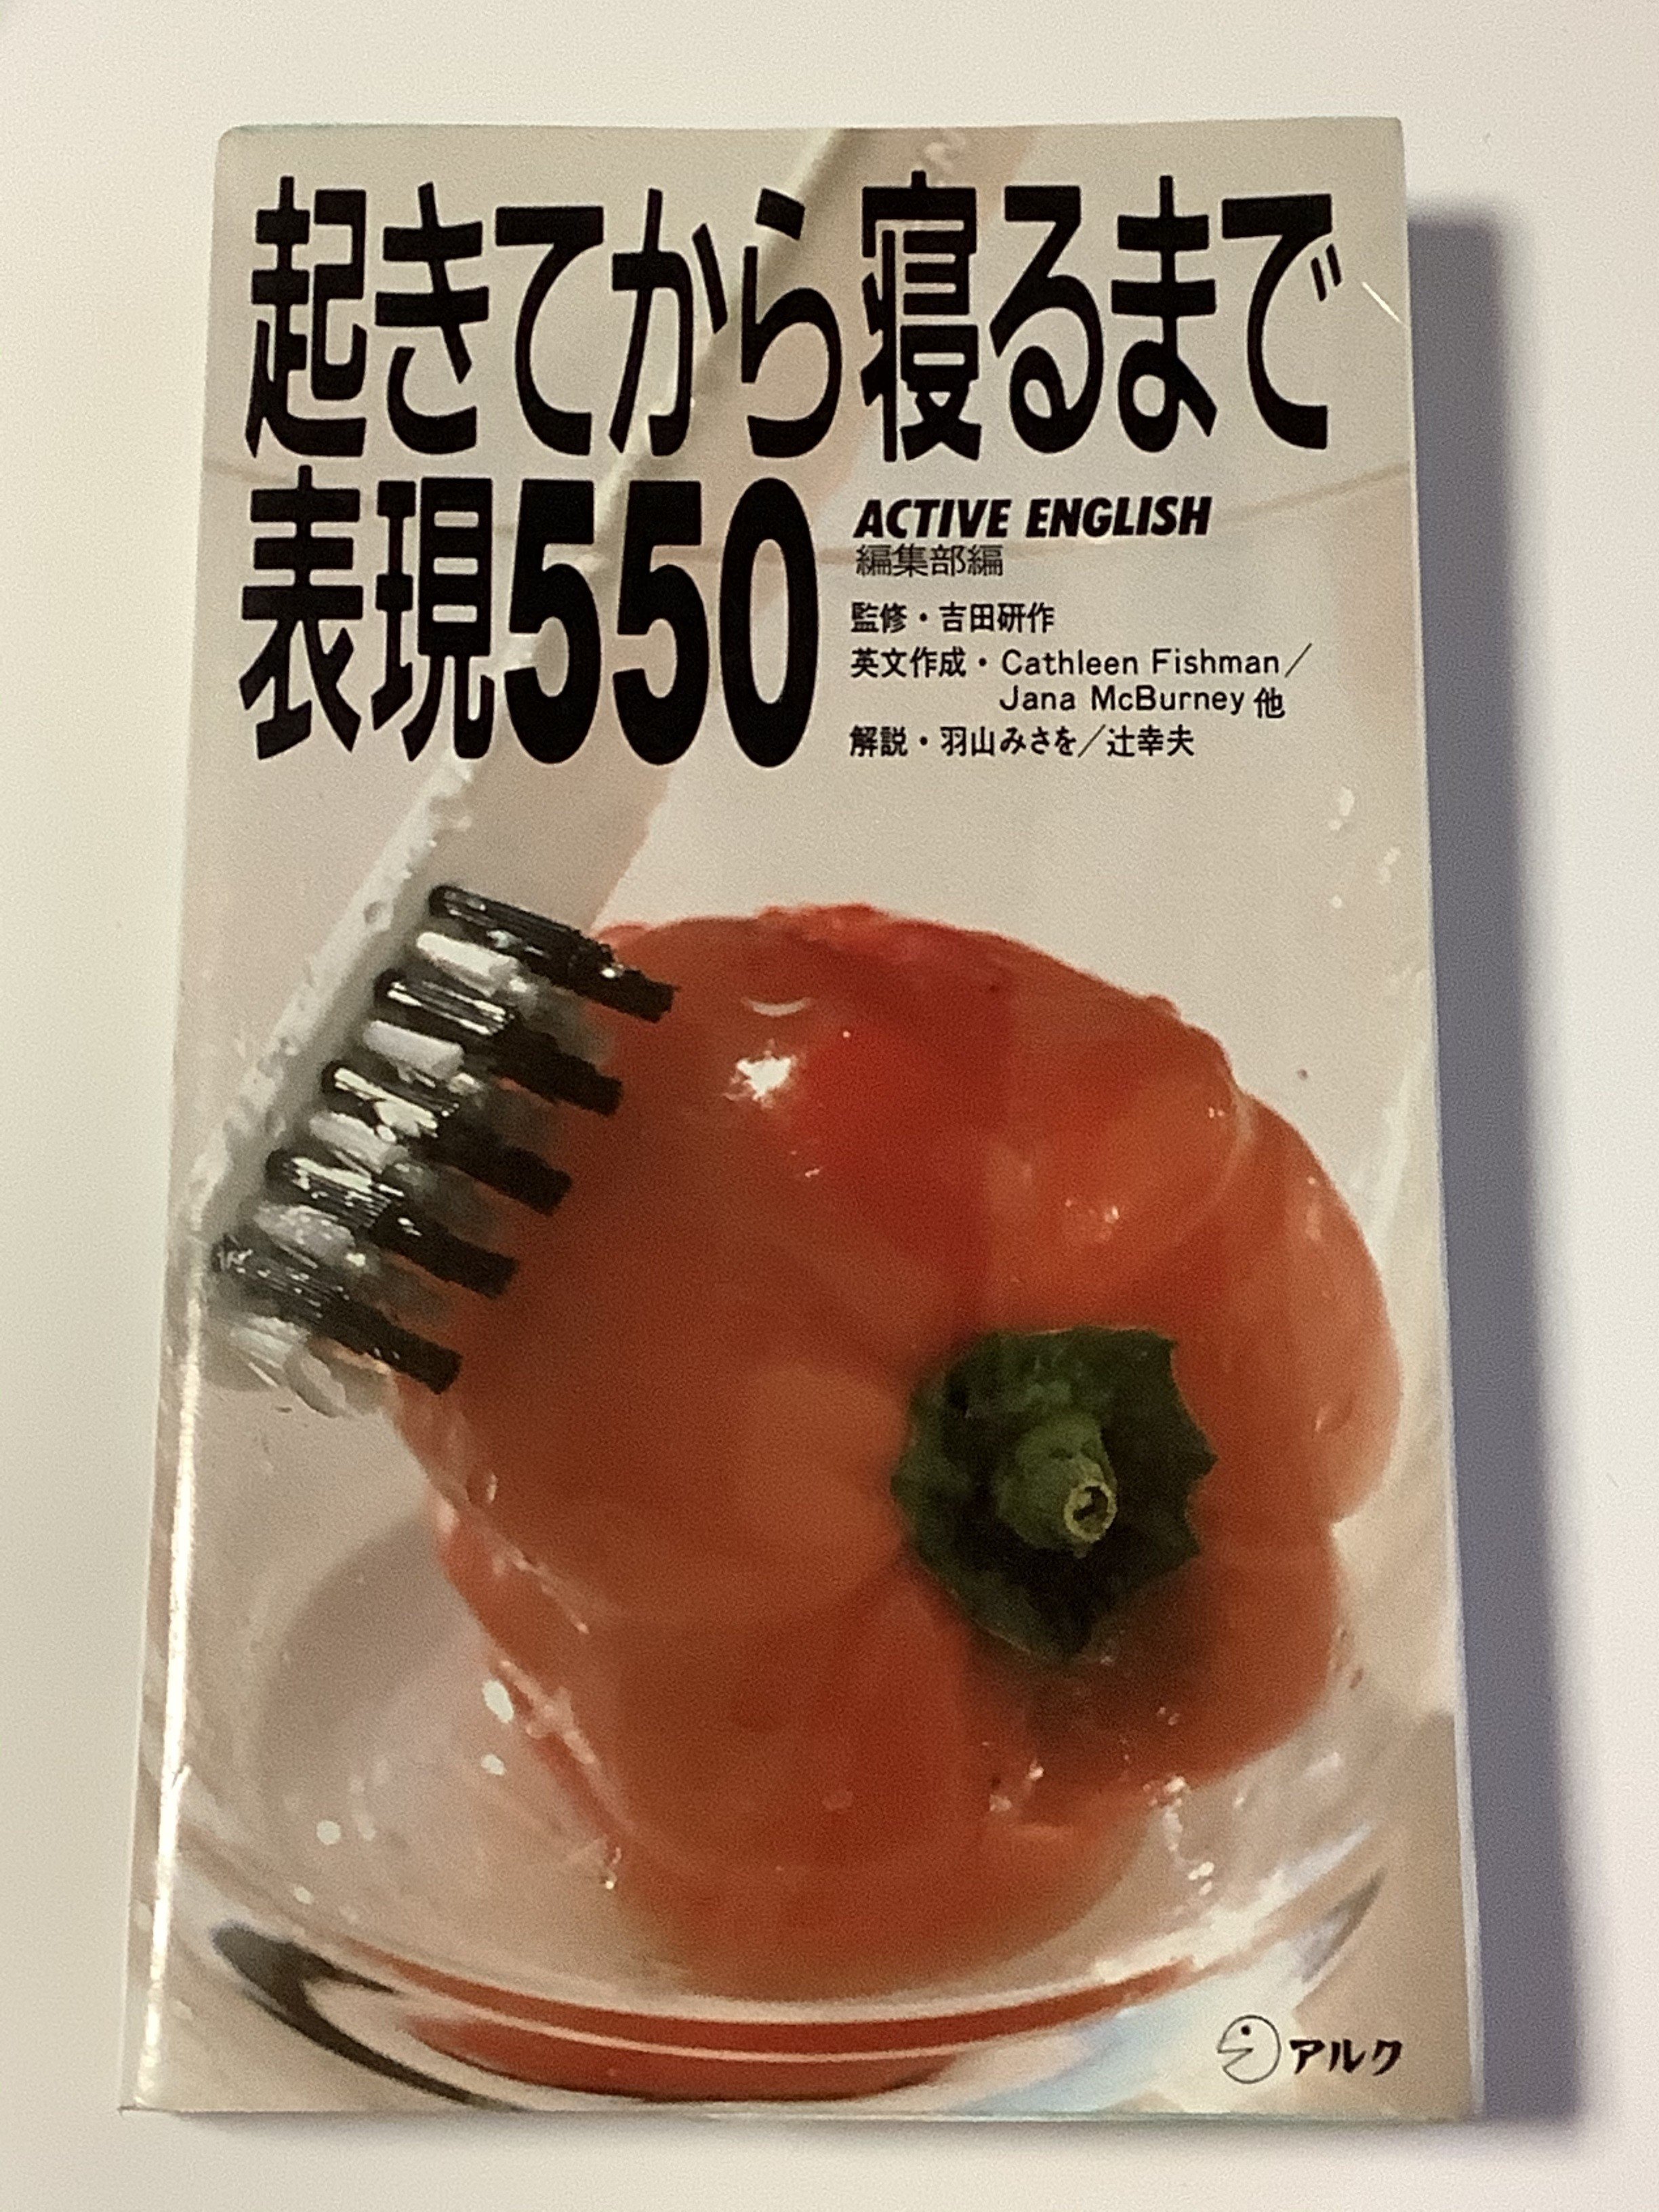 起きてから寝るまで
表現550
ACTIVE ENGLISH
編集部編
監修・吉田研作
英文作成・Cathleen Fishman／
Jana McBurney 他
解説・羽山みさを／辻幸夫
アルク